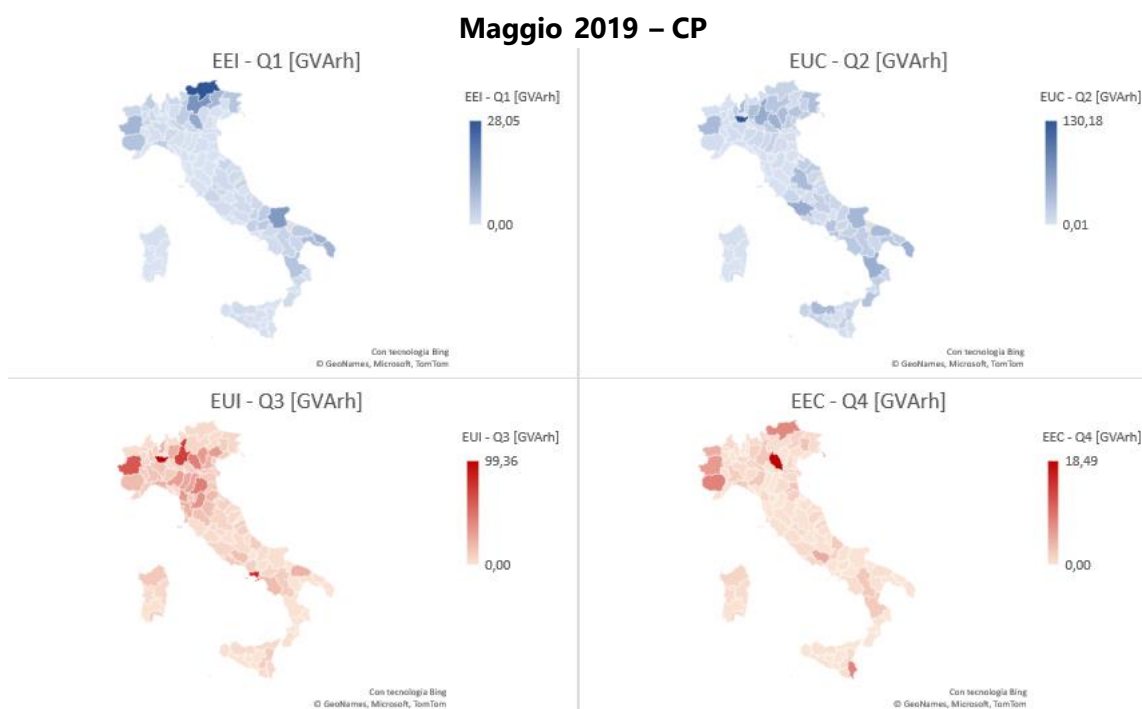 Maggio 2019 – CP
EEI - Q1 [GVArh]
EEI - Q1 [GVArh]
28,05
0,00
Con tecnologia Bing
© GeoNames, Microsoft, TomTom
EUC - Q2 [GVArh]
EUC - Q2 [GVArh]
130,18
0,01
Con tecnologia Bing
© GeoNames, Microsoft, TomTom
EUI - Q3 [GVArh]
EUI - Q3 [GVArh]
99,36
0,00
Con tecnologia Bing
© GeoNames, Microsoft, TomTom
EEC - Q4 [GVArh]
EEC - Q4 [GVArh]
18,49
0,00
Con tecnologia Bing
© GeoNames, Microsoft, TomTom